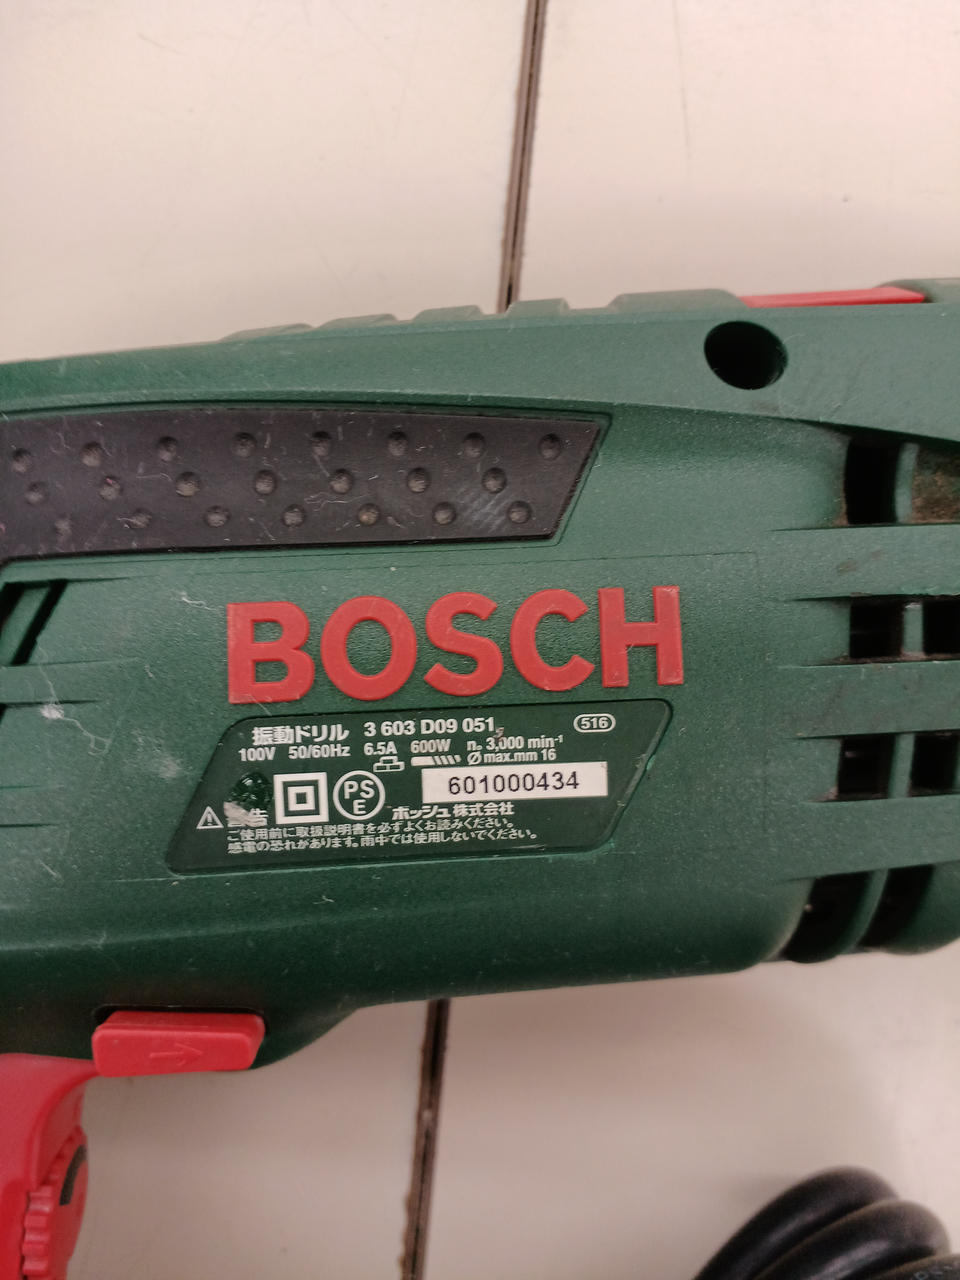 BOSCH
振動ドリル 3 603 D09 051 516
100V 50/60Hz 6.5A 600W n₀ 3,000 min⁻¹
Ø max.mm 16
601000434
PS
E
ボッシュ株式会社
告
ご使用前に取扱説明書を必ずよくお読みください。
感電の恐れがあります。雨中では使用しないでください。